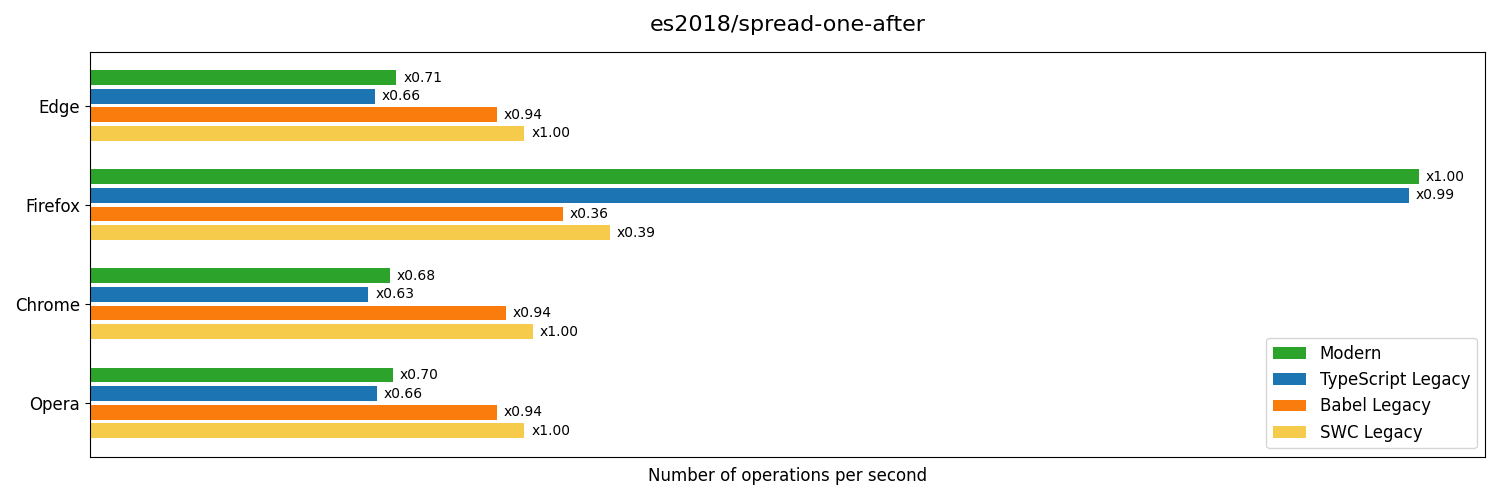 es2018/spread-one-after
Edge
x0.71
x0.66
x0.94
x1.00
Firefox
x1.00
x0.99
x0.36
x0.39
Chrome
x0.68
x0.63
x0.94
x1.00
Opera
x0.70
x0.66
x0.94
x1.00
Modern
TypeScript Legacy
Babel Legacy
SWC Legacy
Number of operations per second